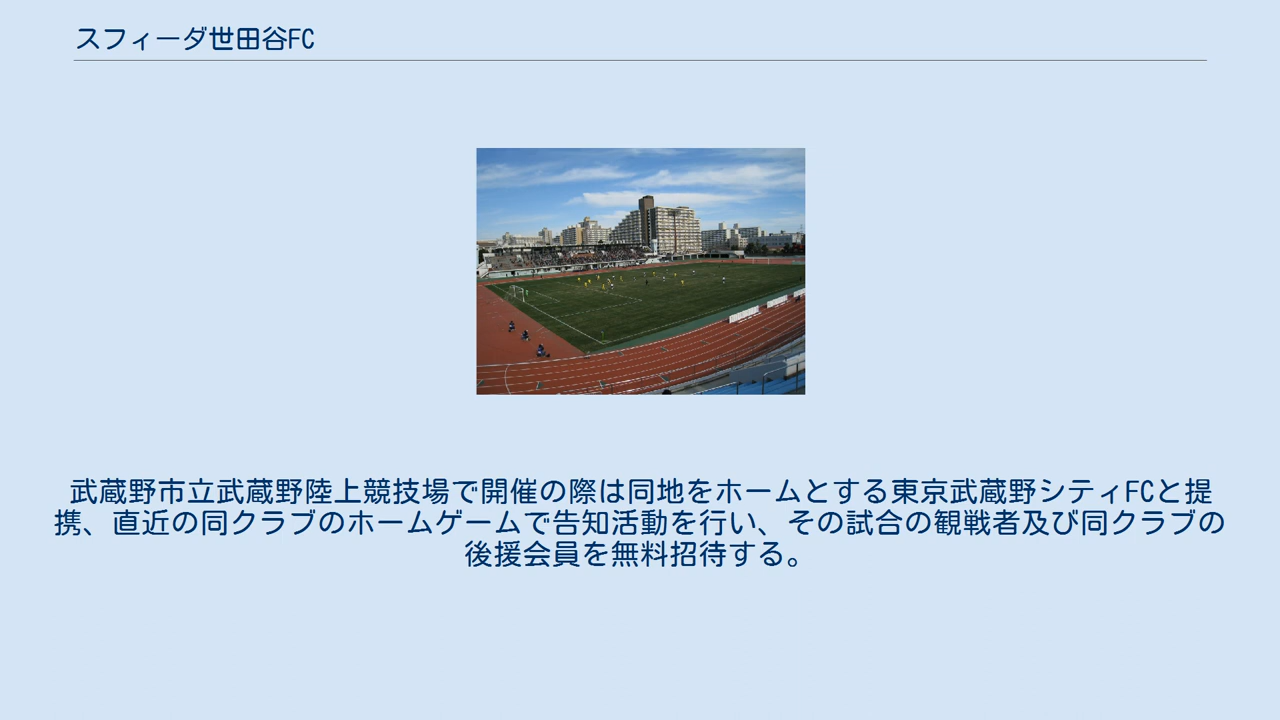 スフィーダ世田谷FC
武蔵野市立武蔵野陸上競技場で開催の際は同地をホームとする東京武蔵野シティFCと提
携、直近の同クラブのホームゲームで告知活動を行い、その試合の観戦者及び同クラブの
後援会員を無料招待する。